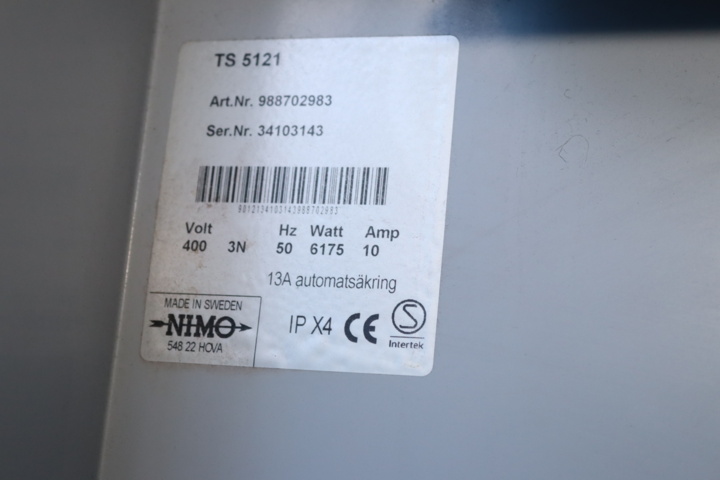 TS 5121
Art.Nr. 988702983
Ser.Nr. 34103143
Volt Hz Watt Amp
400 3N 50 6175 10
13A automatsäkring
MADE IN SWEDEN
NIMO
548 22 HOVA
IP X4 CE S
Intertek